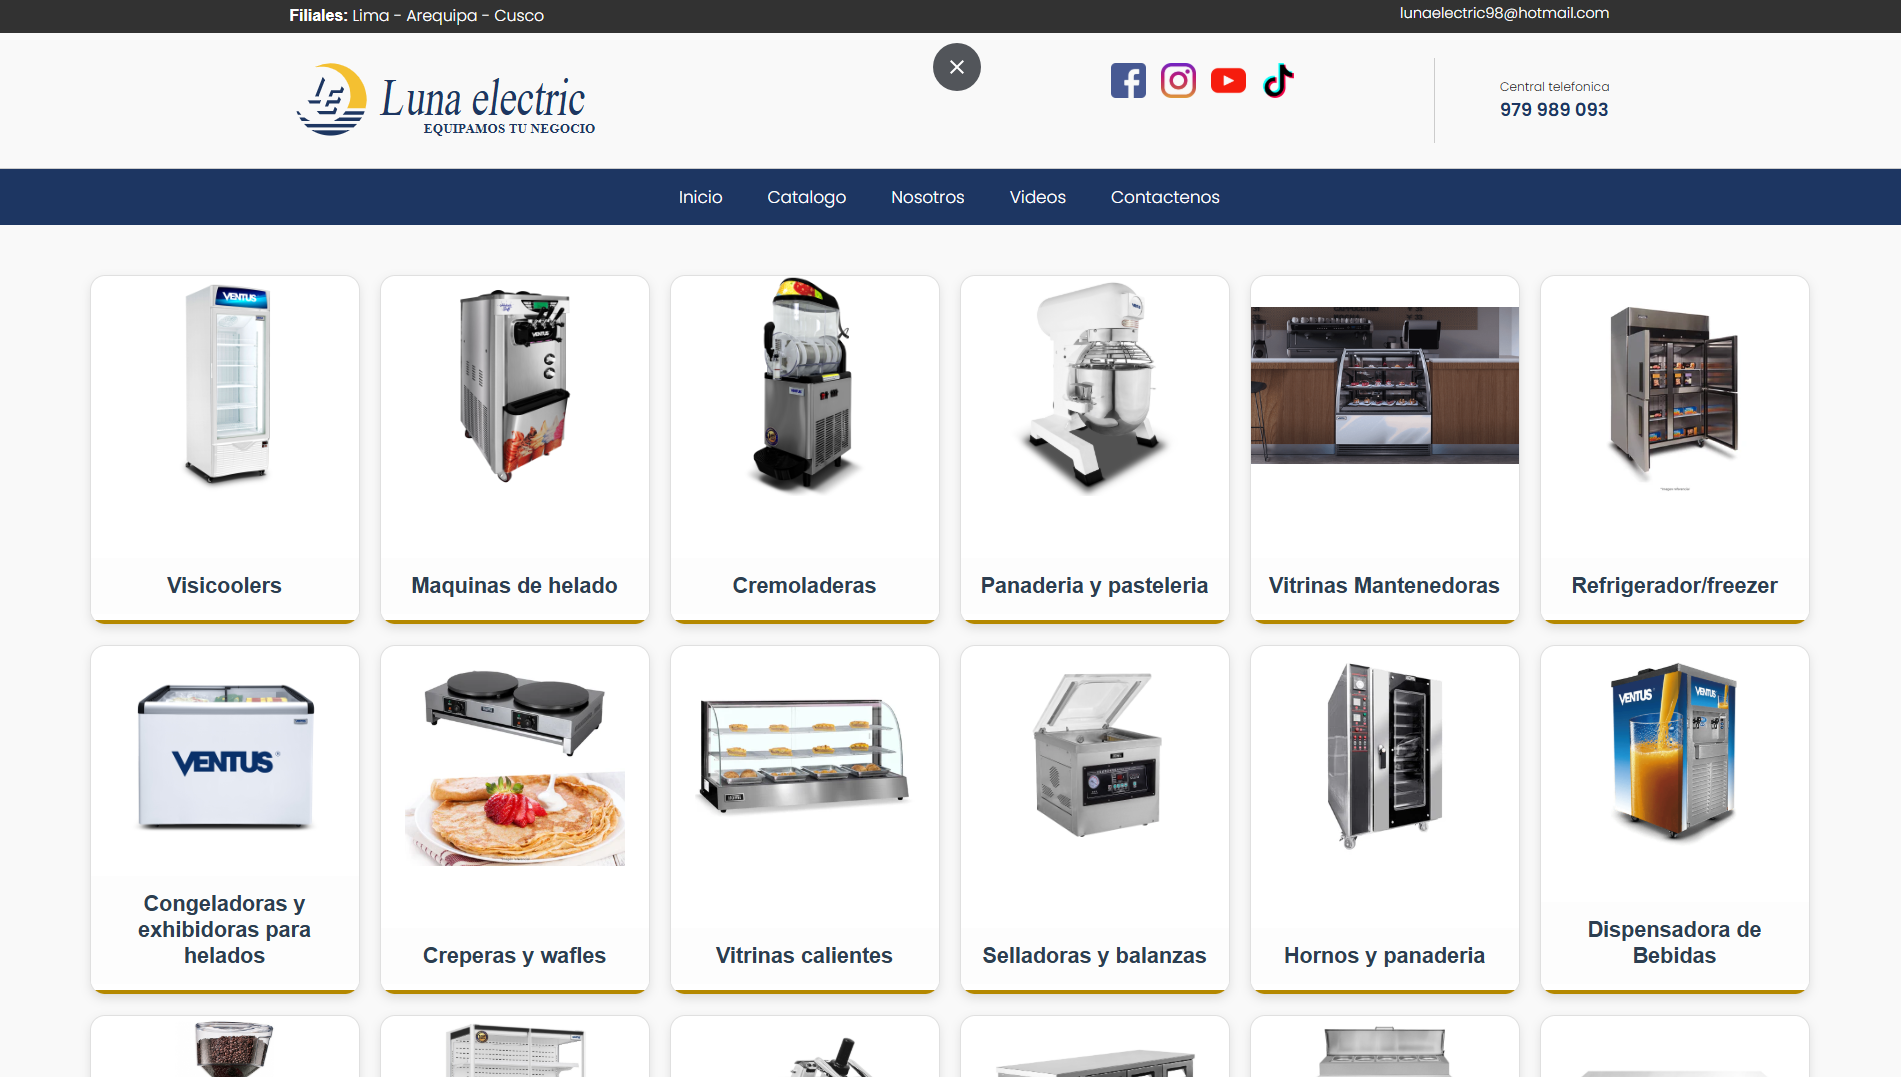 Filiales: Lima - Arequipa - Cusco
lunaelectric98@hotmail.com
LE
Luna electric
EQUIPAMOS TU NEGOCIO
Central telefonica
979 989 093
Inicio
Catalogo
Nosotros
Videos
Contactenos
VENTUS
VENTUS
Visicoolers
Maquinas de helado
Cremoladeras
Panaderia y pasteleria
Vitrinas Mantenedoras
Refrigerador/freezer
VENTUS
VENTUS
VENTUS
Congeladoras y
exhibidoras para
helados
Creperas y wafles
Vitrinas calientes
Selladoras y balanzas
Hornos y panaderia
Dispensadora de
Bebidas